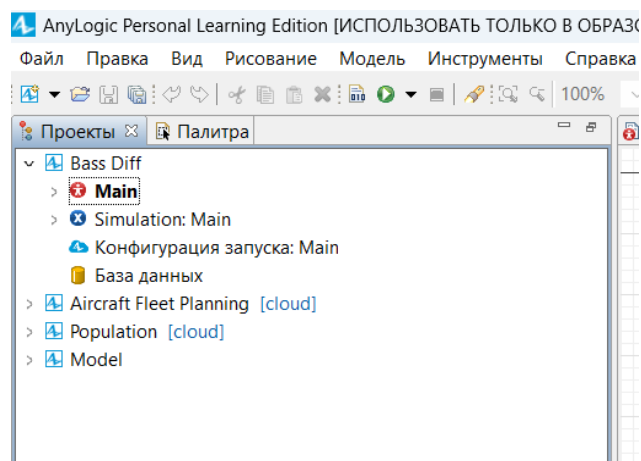 AnyLogic Personal Learning Edition [ИСПОЛЬЗОВАТЬ ТОЛЬКО В ОБРАЗО
Файл Правка Вид Рисование Модель Инструменты Справка
100%
Проекты Палитра
Bass Diff
Main
Simulation: Main
Конфигурация запуска: Main
База данных
Aircraft Fleet Planning [cloud]
Population [cloud]
Model